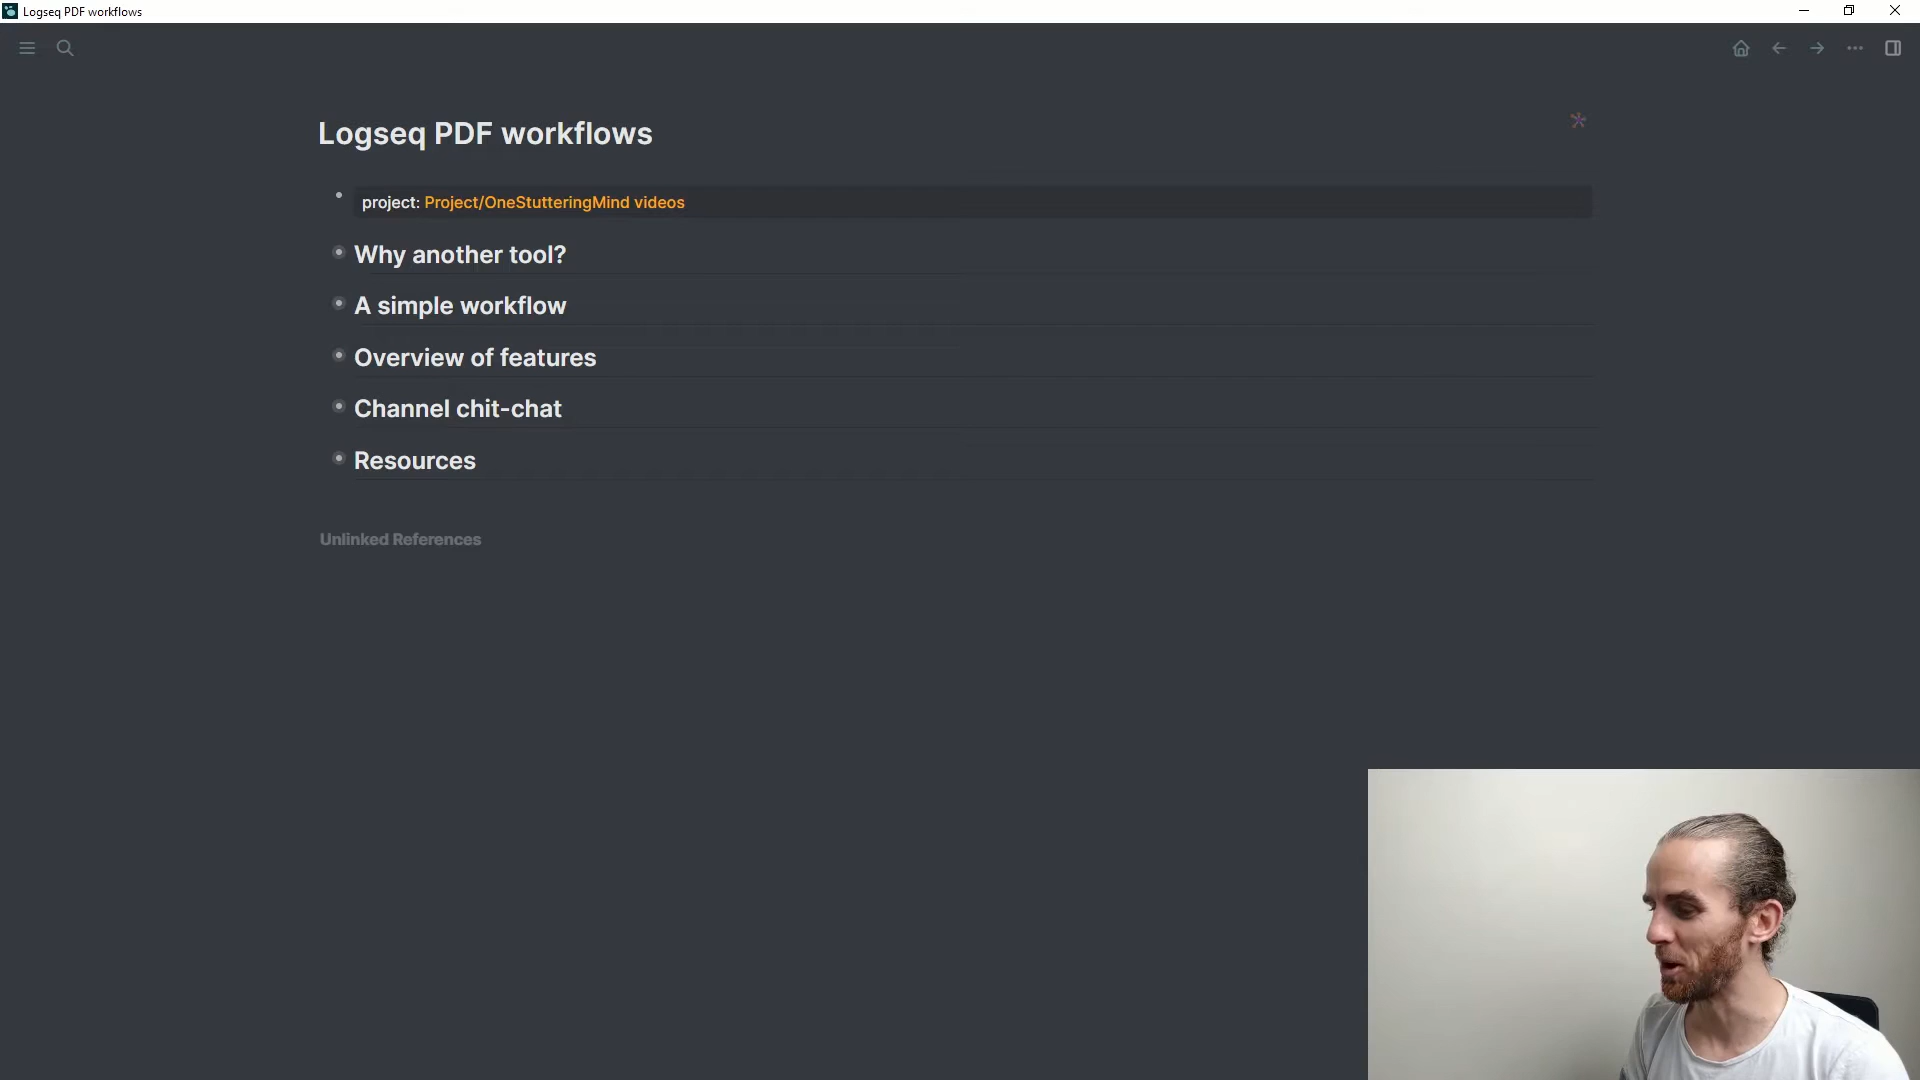 Logseq PDF workflows
Logseq PDF workflows
project: Project/OneStutteringMind videos
Why another tool?
A simple workflow
Overview of features
Channel chit-chat
Resources
Unlinked References